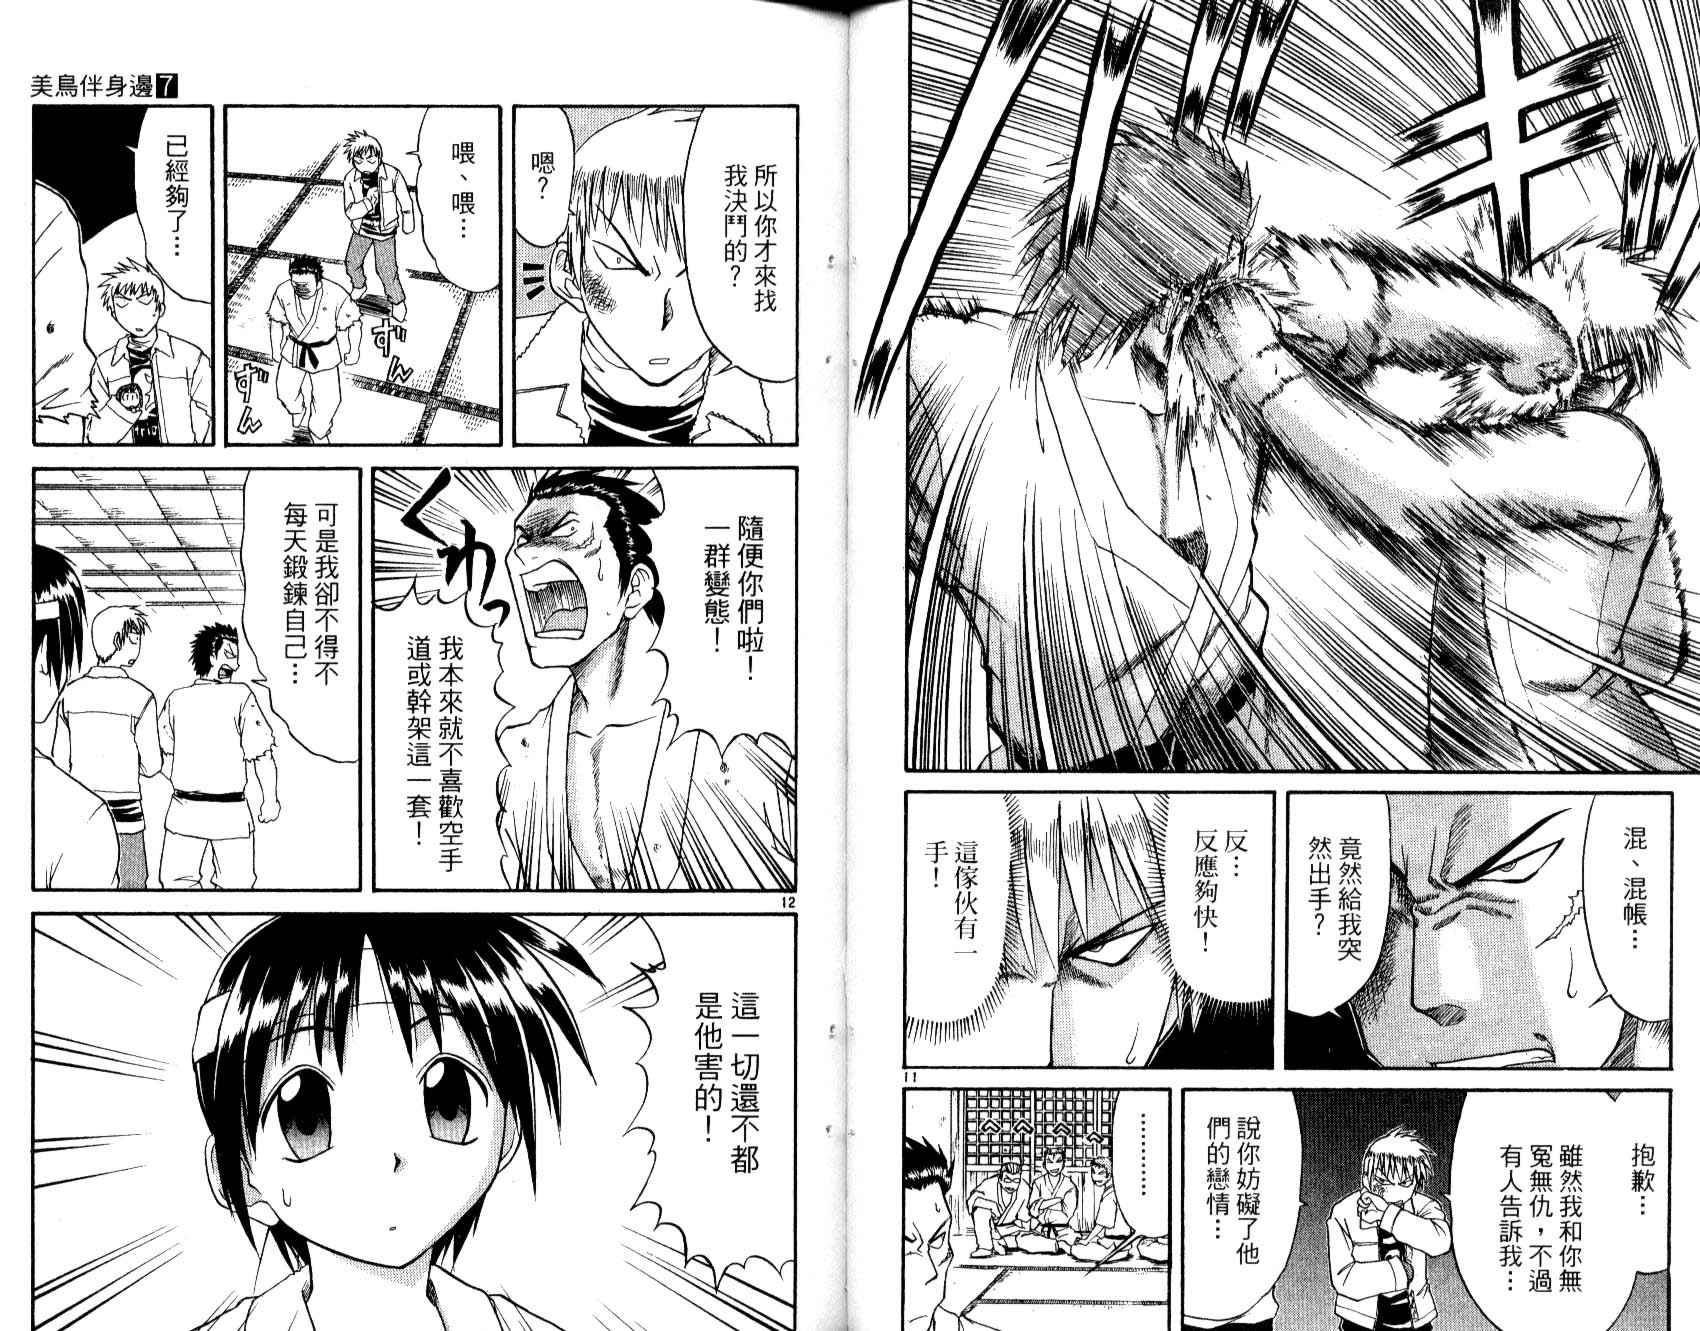 混、混帳…
竟然給我突
然出手？
反…
反應夠快！
這傢伙有一
手！
11
抱歉…
雖然我和你無
冤無仇，不過
有人告訴我…
說你妨礙了他
們的戀情…
…………
へへへへ
美鳥伴身邊7
所以你才來找
我決鬥的？
嗯？
喂、喂…
ずん
ずん
已經夠了…
隨便你們啦！
一群變態！
くわっ
我本來就不喜歡空手
道或幹架這一套！
可是我卻不得不
每天鍛鍊自己…
12
這一切還不都
是他害的！